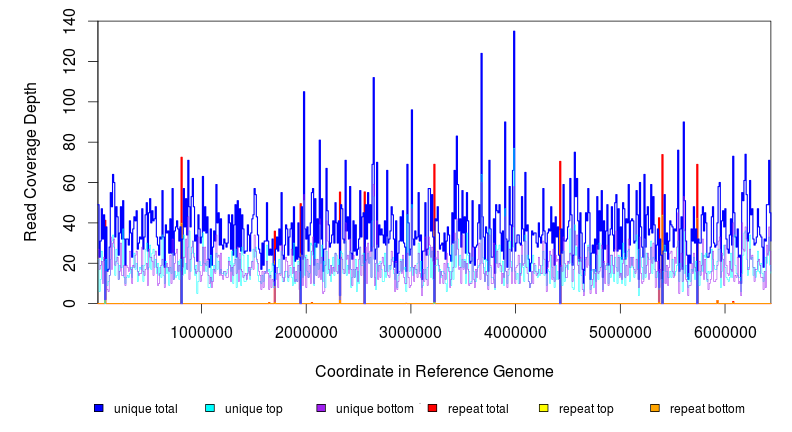 Read Coverage Depth
140
120
100
80
60
40
20
0
1000000 2000000 3000000 4000000 5000000 6000000
Coordinate in Reference Genome
unique total unique top unique bottom repeat total repeat top repeat bottom